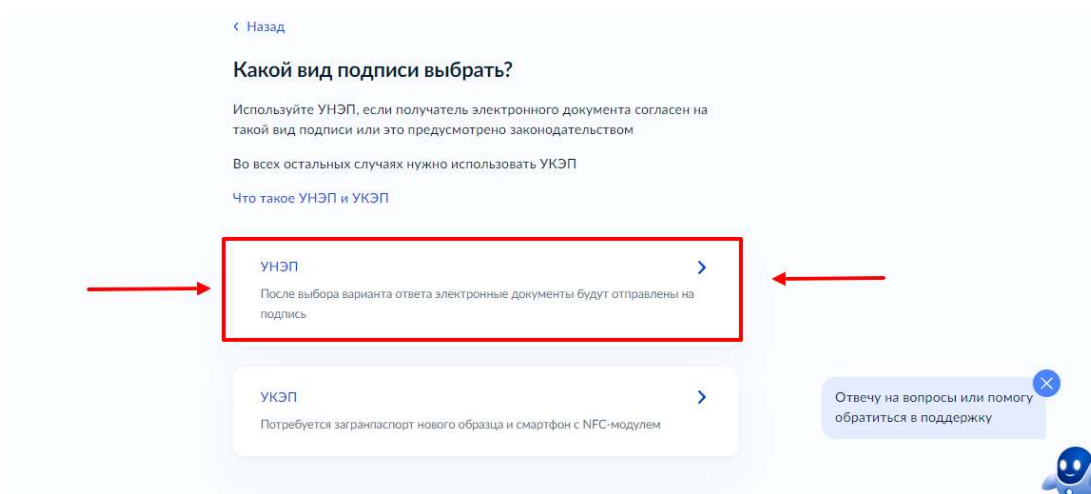 Назад
Какой вид подписи выбрать?
Используйте УНЭП, если получатель электронного документа согласен на
такой вид подписи или это предусмотрено законодательством
Во всех остальных случаях нужно использовать УКЭП
Что такое УНЭП и УКЭП
УНЭП
После выбора варианта ответа электронные документы будут отправлены на
подпись
УКЭП
Потребуется загранпаспорт нового образца и смартфон с NFC-модулем
Отвечу на вопросы или помогу
обратиться в поддержку